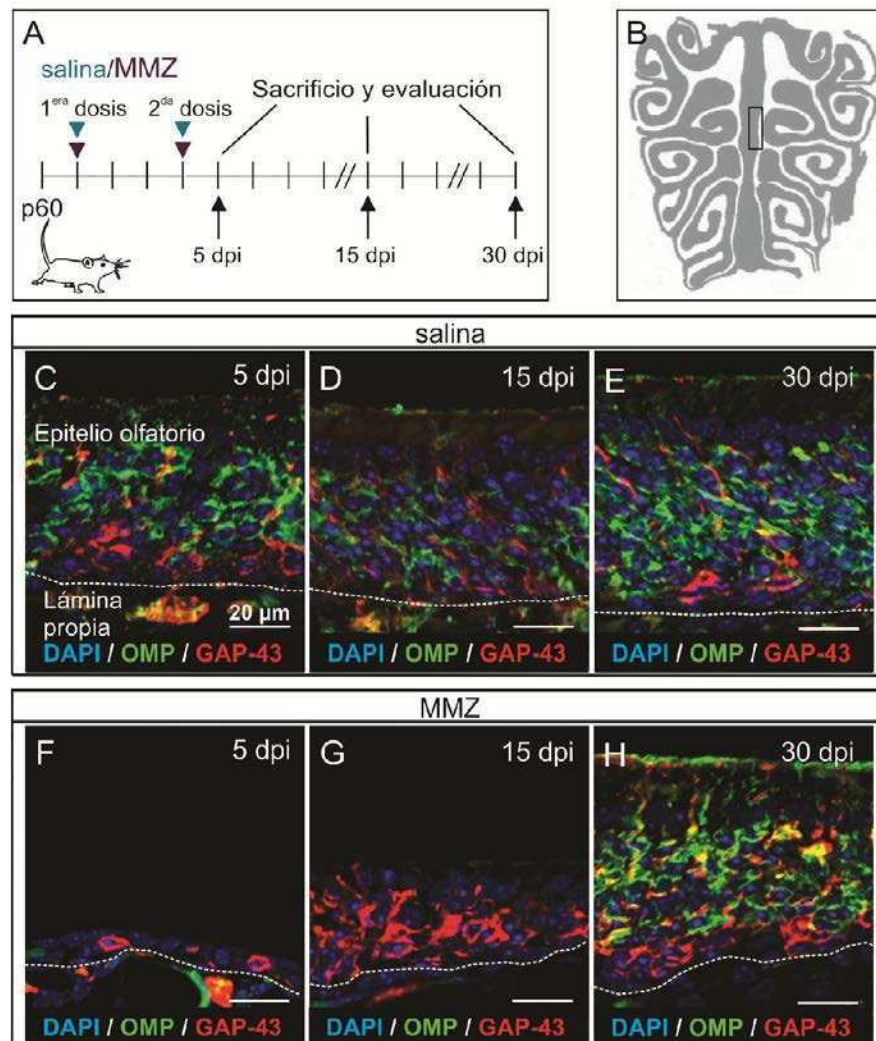 A
salina/MMZ
1era dosis
2da dosis
Sacrificio y evaluación
p60
5 dpi
15 dpi
30 dpi
B
salina
C
5 dpi
Epitelio olfatorio
Lámina
propia
20 µm
DAPI / OMP / GAP-43
D
15 dpi
DAPI / OMP / GAP-43
E
30 dpi
DAPI / OMP / GAP-43
MMZ
F
5 dpi
DAPI / OMP / GAP-43
G
15 dpi
DAPI / OMP / GAP-43
H
30 dpi
DAPI / OMP / GAP-43